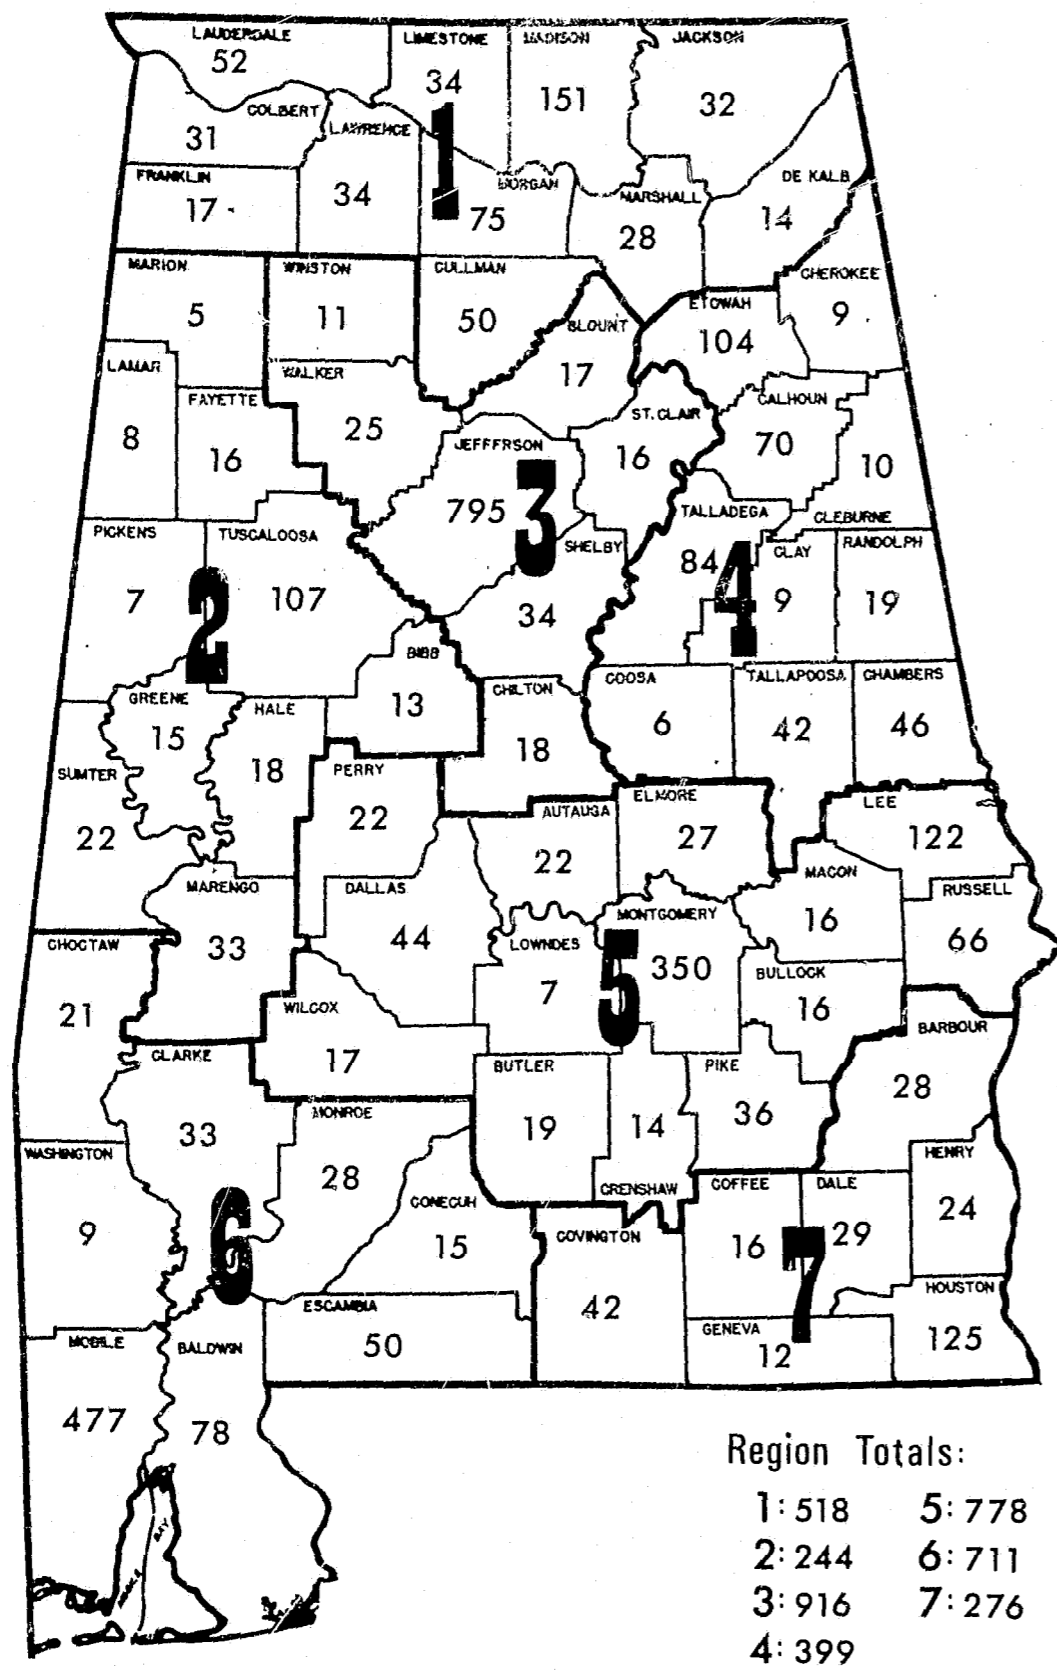 LAUDERDALE LIMESTONE MADISON JACKSON
52 34 151 32
COLBERT LAWRENCE
31 34
1
FRANKLIN MORGAN MARSHALL DE KALB
17 75 28 14
MARION WINSTON CULLMAN ETOWAH CHEROKEE
5 11 50 104 9
BLOUNT
17
LAMAR WALKER
8 25
FAYETTE ST. CLAIR CALHOUN
16 16 70
JEFFFRSON
795
3
10
CLEBURNE
PICKENS TUSCALOOSA SHELBY TALLADEGA CLAY RANDOLPH
7 107 34 84 9 19
2
4
BIBB
13
GREENE HALE CHILTON COOSA TALLAPOOSA CHAMBERS
15 18 18 6 42 46
SUMTER PERRY AUTAUGA ELMORE LEE
22 22 22 27 122
MARENGO DALLAS MACON RUSSELL
33 44 16 66
CHOCTAW LOWNDES MONTGOMERY BULLOCK
21 7 350 16
5
WILCOX BARBOUR
17 28
CLARKE BUTLER PIKE
33 19 36
MONROE
28
14
CRENSHAW
WASHINGTON CONECUH COFFEE DALE HENRY
9 15 16 29 24
6
7
COVINGTON
42
ESCAMBIA GENEVA HOUSTON
50 12 125
MOBILE BALDWIN
477 78
BAY
Region Totals:
1: 518 5: 778
2: 244 6: 711
3: 916 7: 276
4: 399